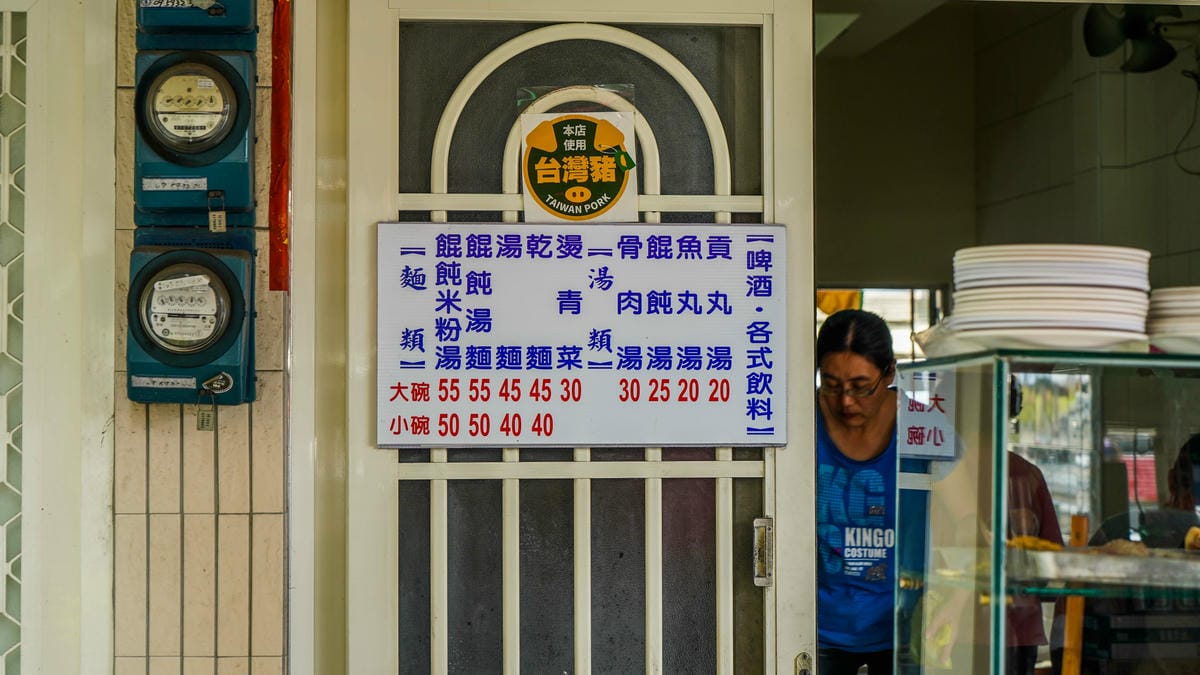 本店
使用
台灣豬
TAIWAN PORK
【麵類】
餛飩米粉湯
餛飩湯麵
湯麵
乾麵
燙青菜
【湯類】
骨肉湯
餛飩湯
魚丸湯
貢丸湯
【啤酒・各式飲料】
大碗 55 55 45 45 30 30 25 20 20
小碗 50 50 40 40
KINGO
COSTUME
大碗
小碗